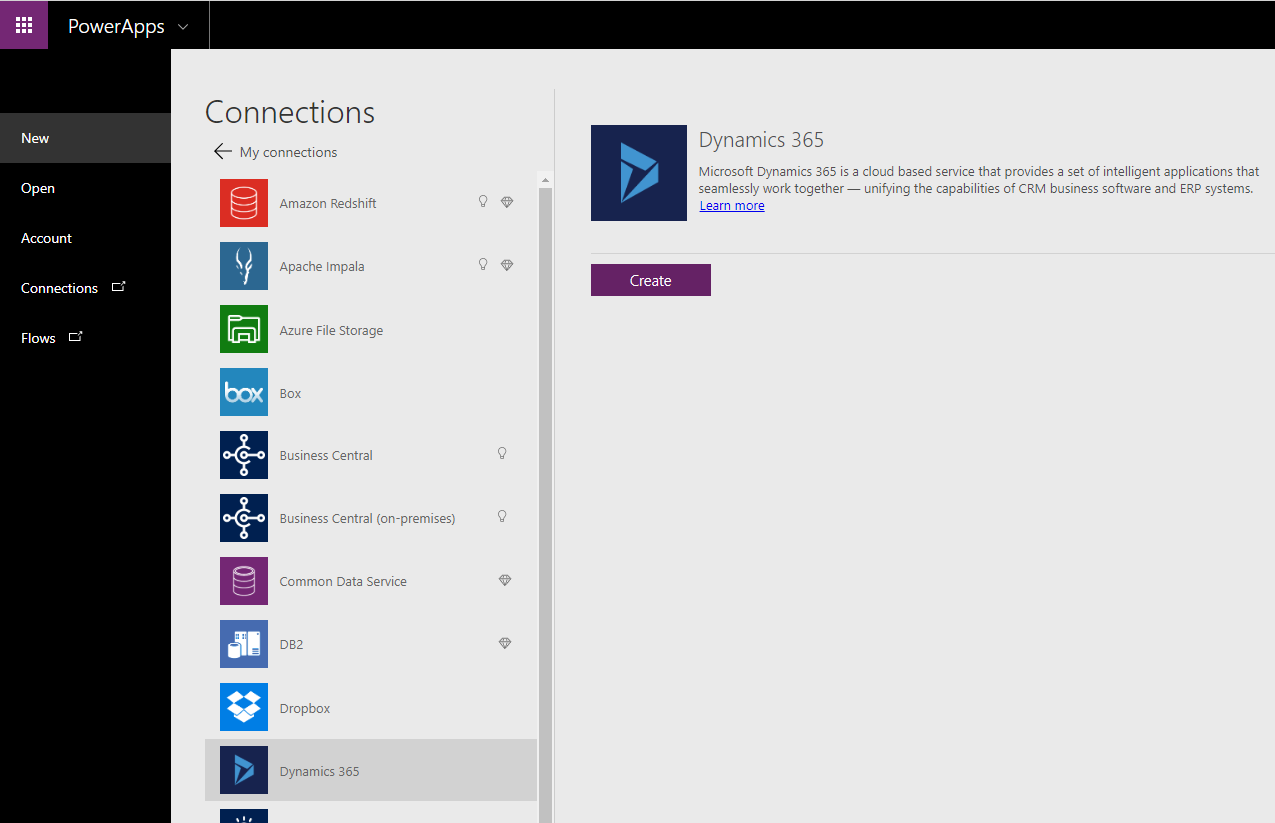 PowerApps
New
Open
Account
Connections
Flows
Connections
My connections
Amazon Redshift
Apache Impala
Azure File Storage
box
Box
Business Central
Business Central (on-premises)
Common Data Service
DB2
Dropbox
Dynamics 365
Dynamics 365
Microsoft Dynamics 365 is a cloud based service that provides a set of intelligent applications that
seamlessly work together — unifying the capabilities of CRM business software and ERP systems.
Learn more
Create